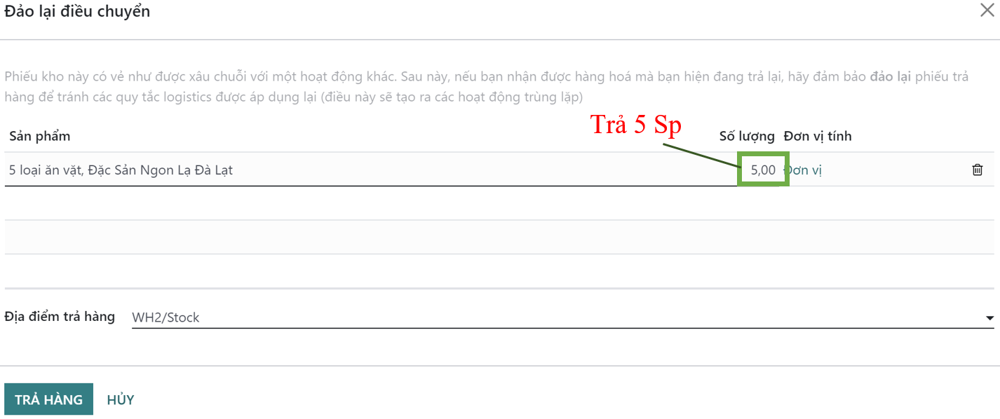 Đảo lại điều chuyển
Phiếu kho này có vẻ như được xâu chuỗi với một hoạt động khác. Sau này, nếu bạn nhận được hàng hoá mà bạn hiện đang trả lại, hãy đảm bảo đảo lại phiếu trả
hàng để tránh các quy tắc logistics được áp dụng lại (điều này sẽ tạo ra các hoạt động trùng lặp)
Trả 5 Sp
Sản phẩm Số lượng Đơn vị tính
5 loại ăn vặt, Đặc Sản Ngon Lạ Đà Lạt 5,00 Đơn vị
Địa điểm trả hàng WH2/Stock
TRẢ HÀNG HỦY